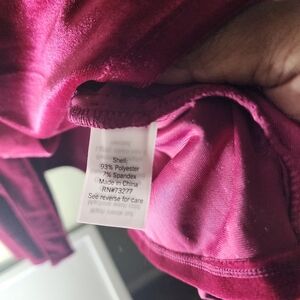 Shell:
93% Polyester
7% Spandex
Made in China
RN#73277
See reverse for care